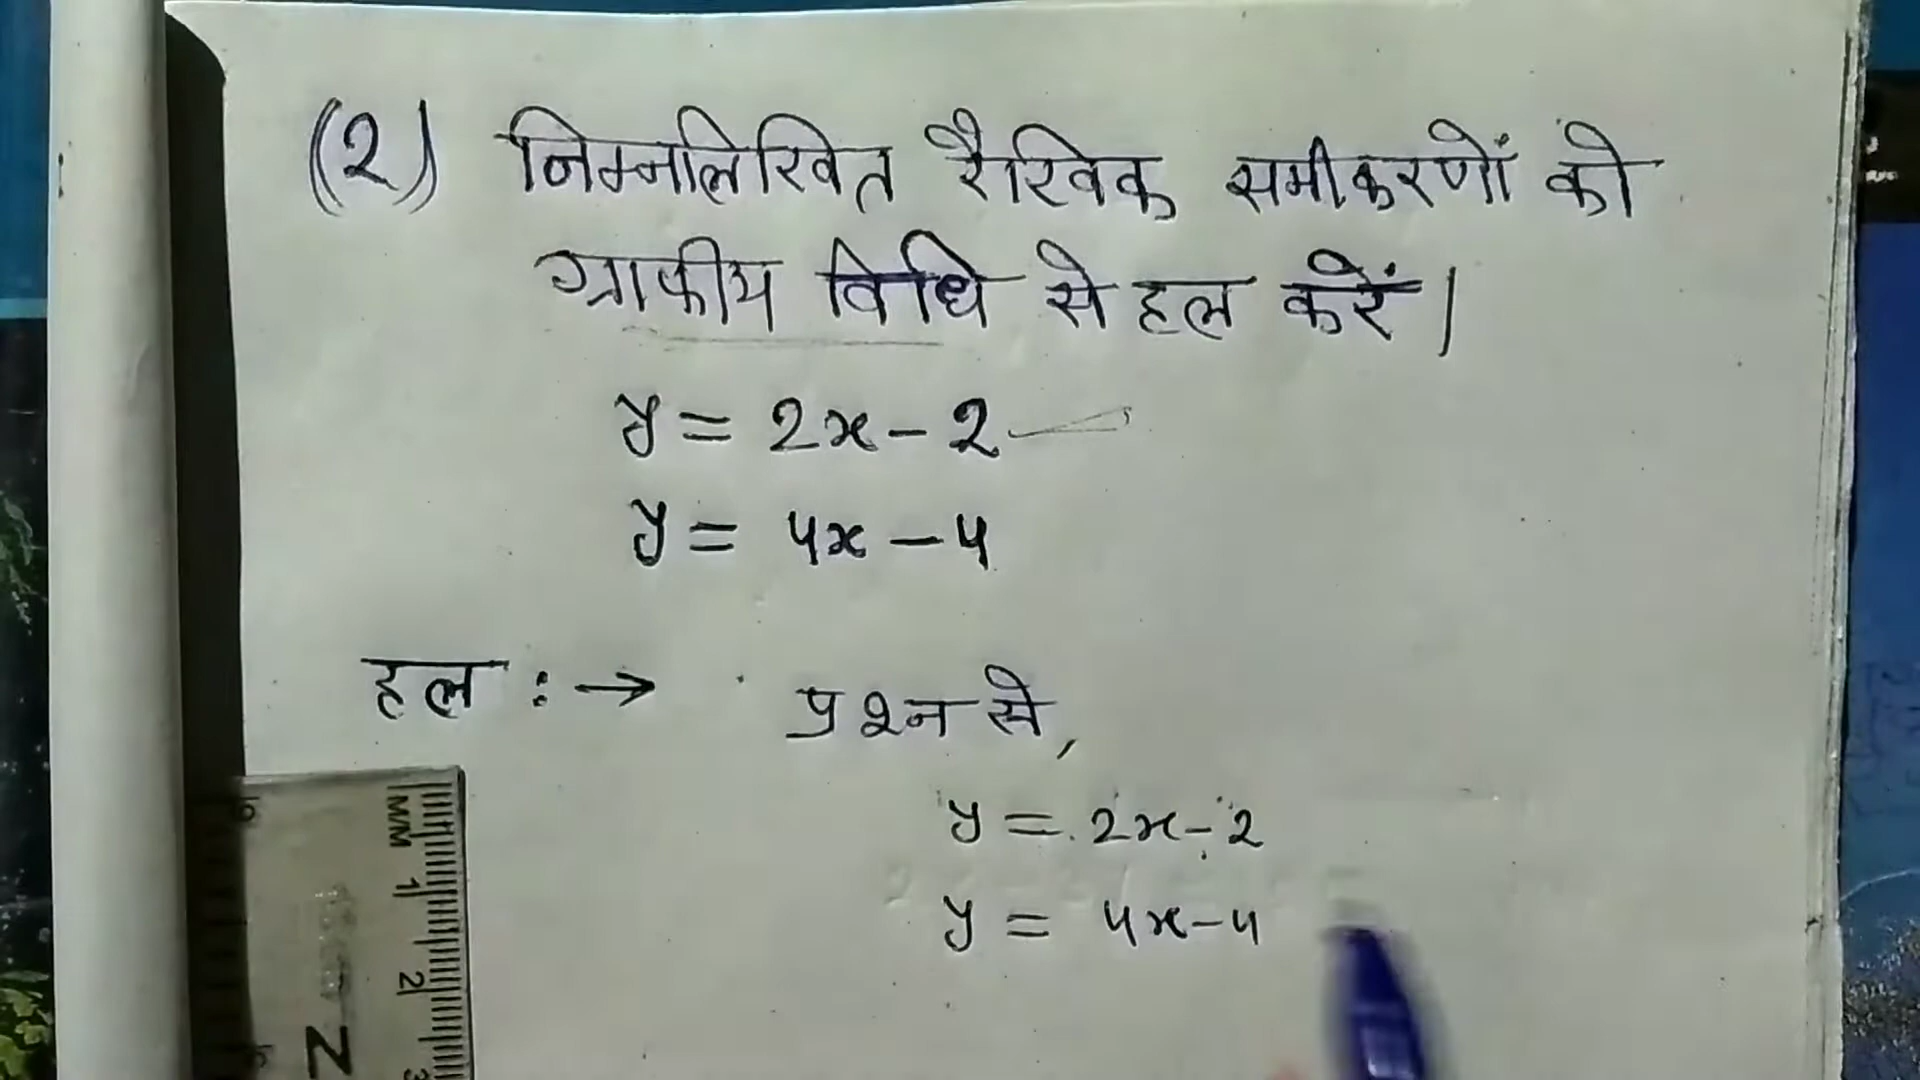 (2) निम्नलिखित रैखिक समीकरणों को
ग्राफीय विधि से हल करें।
y = 2x - 2
y = 4x - 4
हल :→ प्रश्न से,
y = 2x - 2
y = 4x - 4
MM 1 2 3
Z